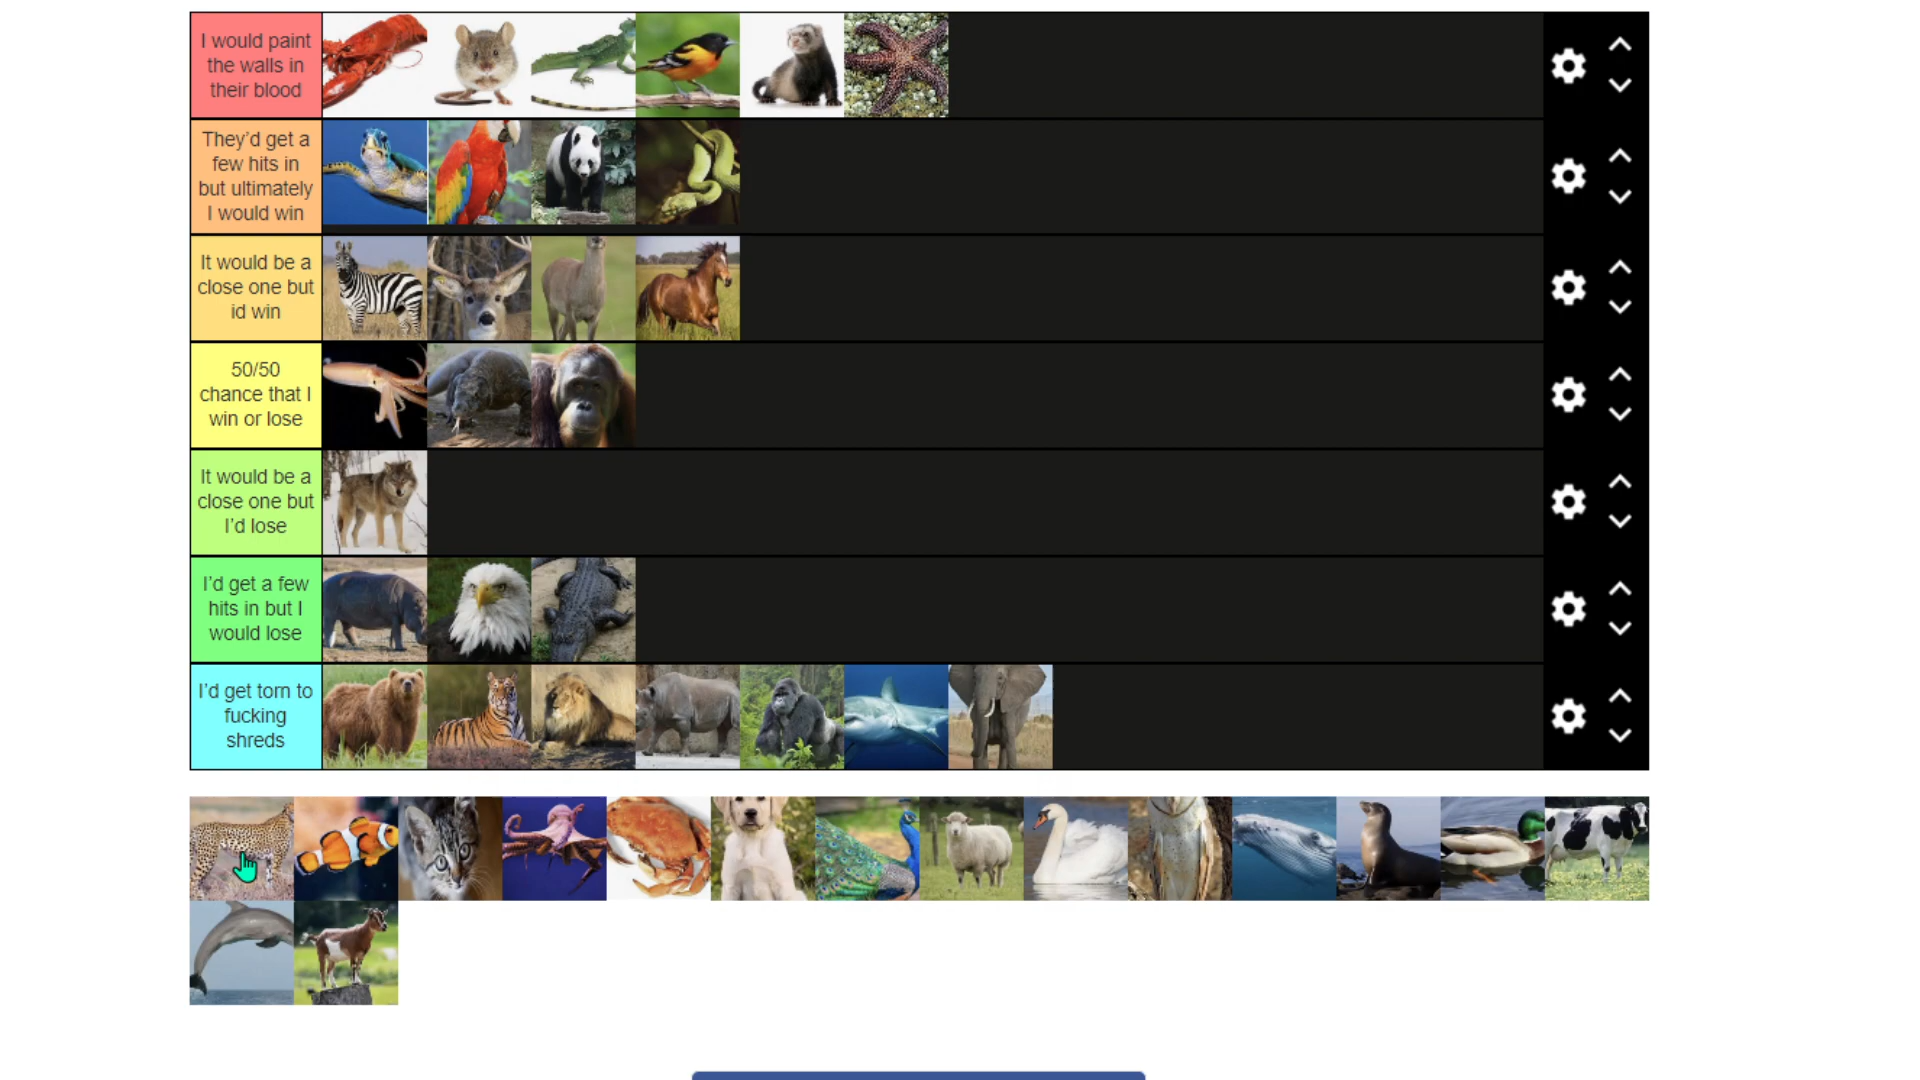 I would paint
the walls in
their blood
They’d get a
few hits in
but ultimately
I would win
It would be a
close one but
id win
50/50
chance that I
win or lose
It would be a
close one but
I’d lose
I’d get a few
hits in but I
would lose
I’d get torn to
fucking
shreds